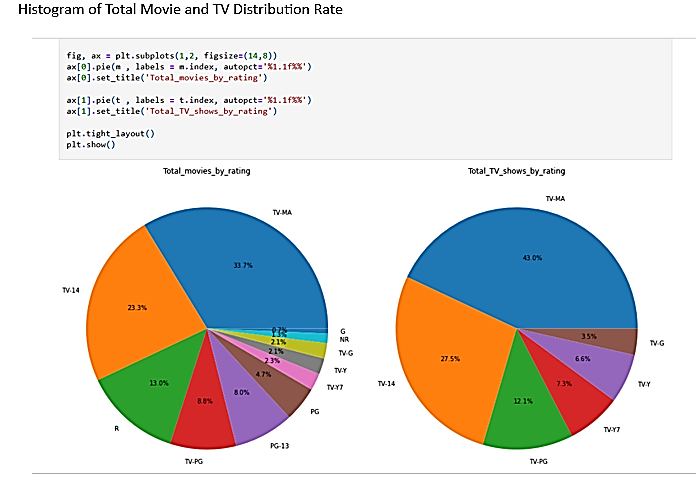 Histogram of Total Movie and TV Distribution Rate
fig, ax = plt.subplots(1,2, figsize=(14,8))
ax[0].pie(m , labels = m.index, autopct='%1.1f%%')
ax[0].set_title('Total_movies_by_rating')
ax[1].pie(t , labels = t.index, autopct='%1.1f%%')
ax[1].set_title('Total_TV_shows_by_rating')
plt.tight_layout()
plt.show()
Total_movies_by_rating
TV-MA
33.7%
TV-14
23.3%
G
NR
2.1%
TV-G
2.1%
TV-Y
2.3%
TV-Y7
4.7%
PG
13.0%
8.8%
8.0%
R
PG-13
TV-PG
Total_TV_shows_by_rating
TV-MA
43.0%
3.5%
TV-G
27.5%
6.6%
TV-Y
TV-14
7.3%
12.1%
TV-Y7
TV-PG